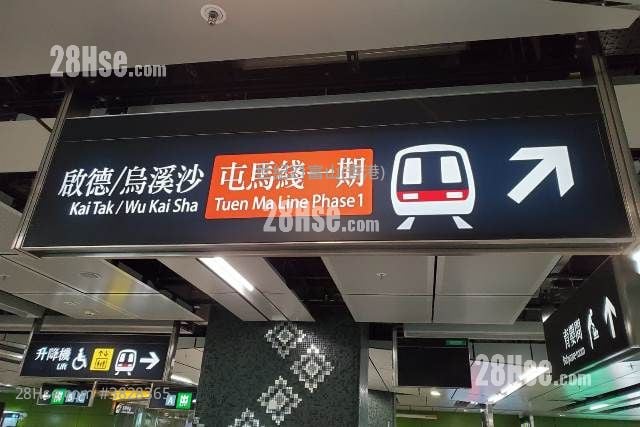 28Hse.com
啟德/烏溪沙
Kai Tak / Wu Kai Sha
屯馬綫一期
Tuen Ma Line Phase 1
28Hse.com
升降機
Lift
28Hse.com